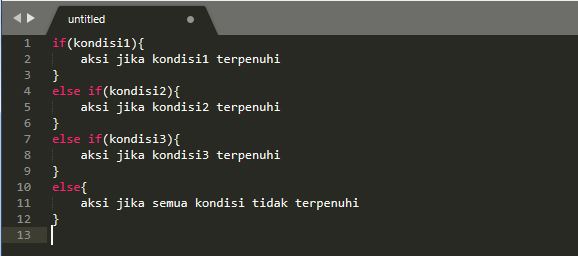 untitled
1 if(kondisi1){
2 aksi jika kondisi1 terpenuhi
3 }
4 else if(kondisi2){
5 aksi jika kondisi2 terpenuhi
6 }
7 else if(kondisi3){
8 aksi jika kondisi3 terpenuhi
9 }
10 else{
11 aksi jika semua kondisi tidak terpenuhi
12 }
13